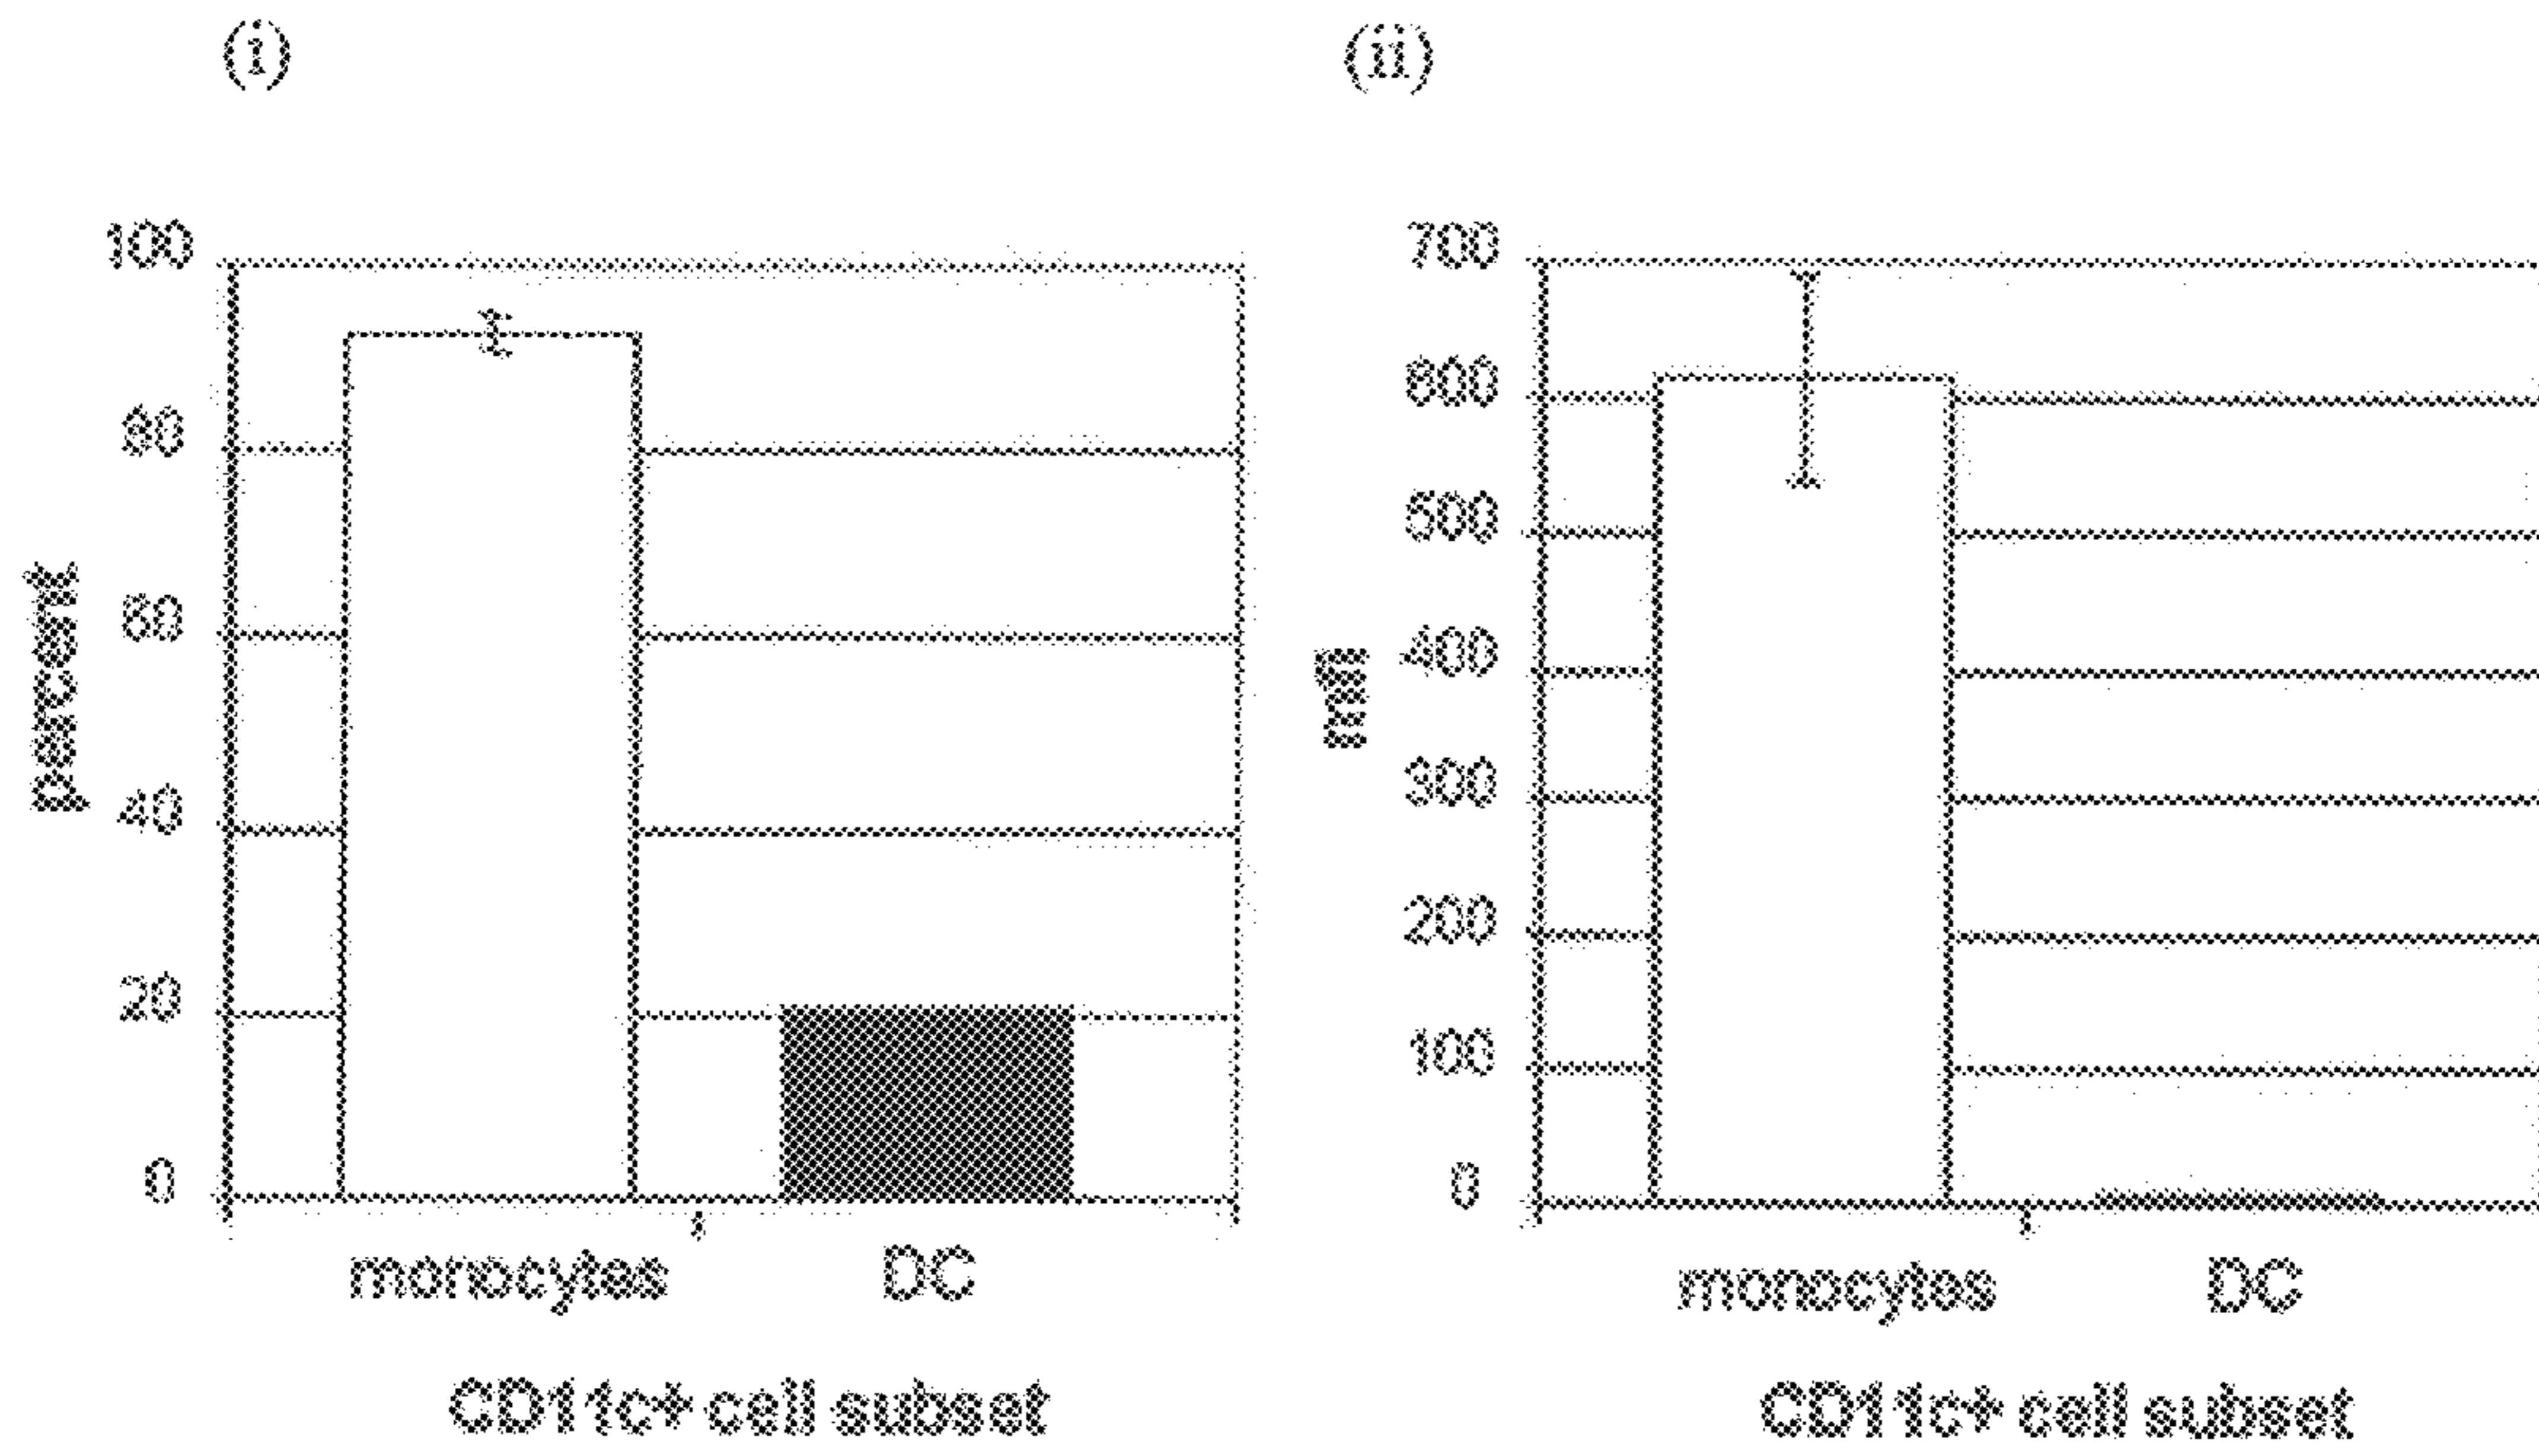 (i)
100
80
60
40
20
0
percent
monocytes DC
CD11c+ cell subset
(ii)
700
600
500
400
300
200
100
0
mfi
monocytes DC
CD11c+ cell subset